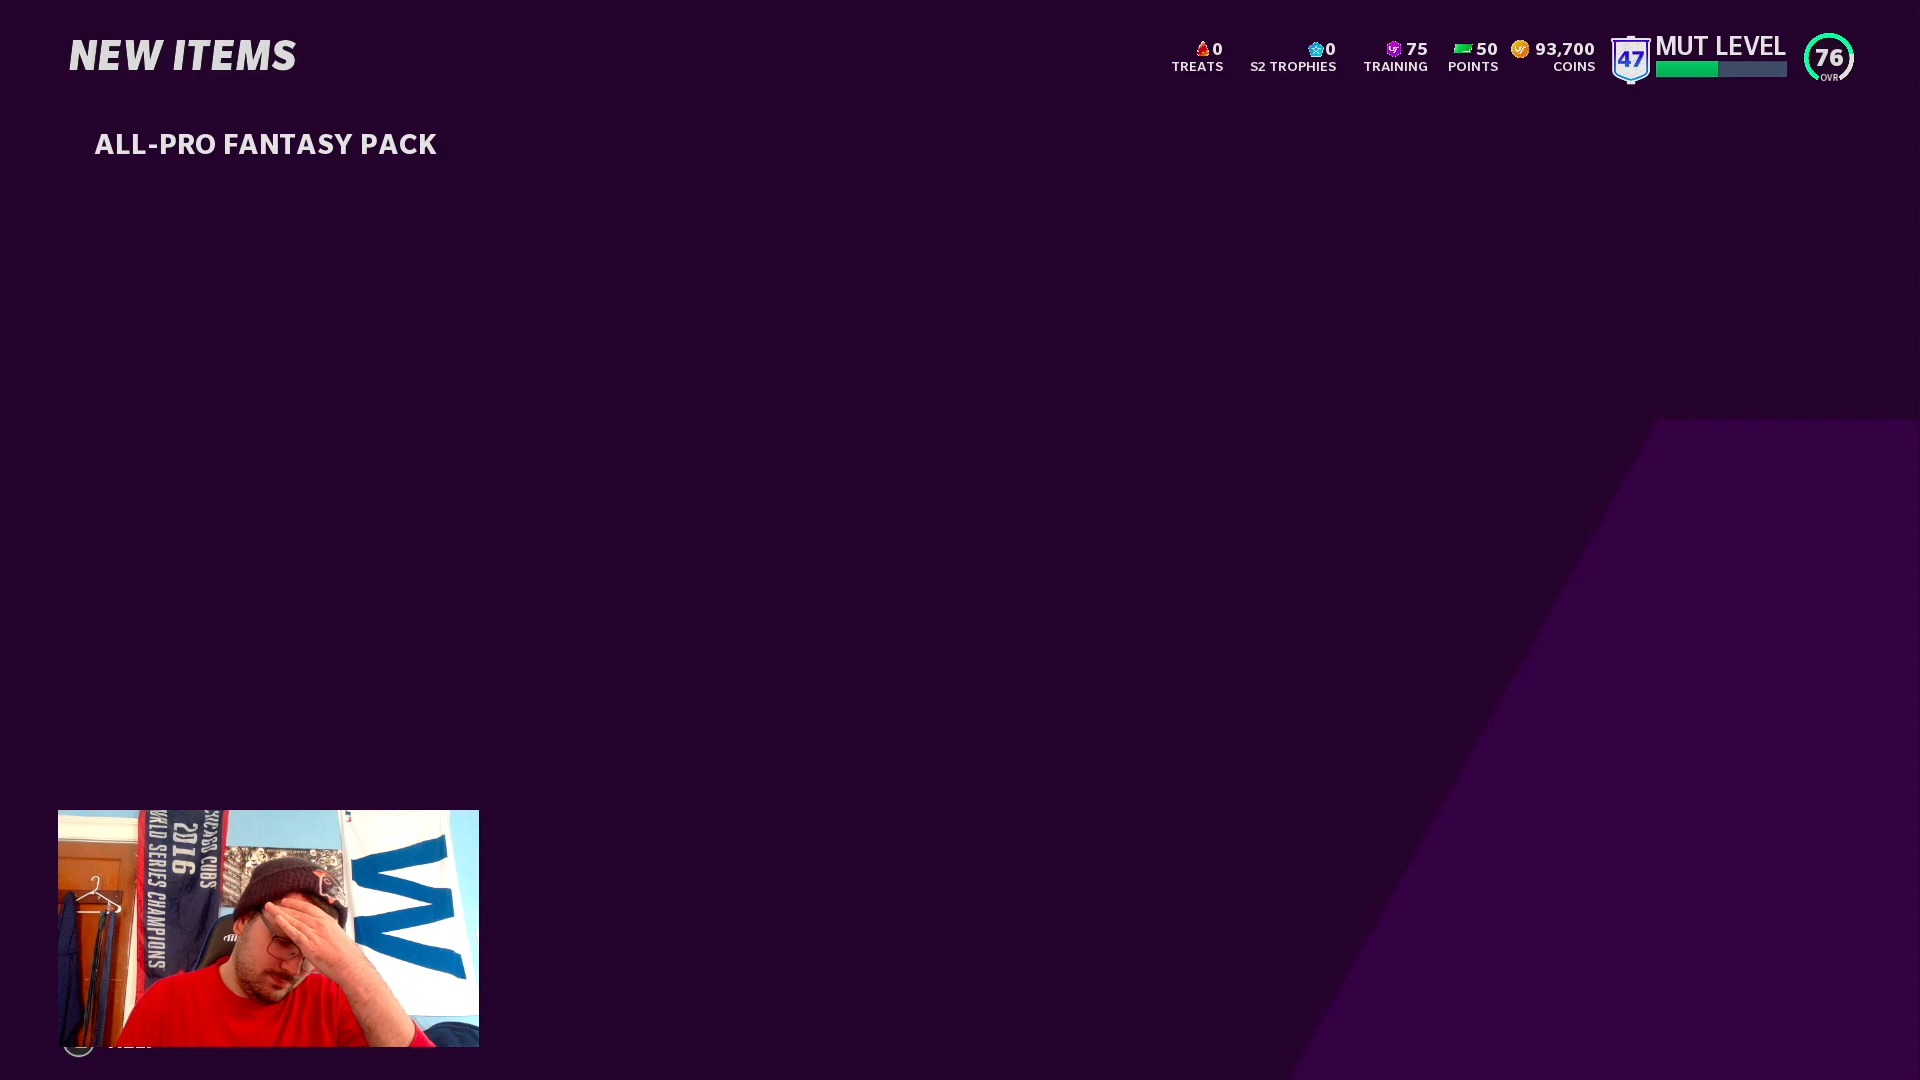 NEW ITEMS
0
TREATS
0
S2 TROPHIES
75
TRAINING
50
POINTS
93,700
COINS
47
MUT LEVEL
76
OVR
ALL-PRO FANTASY PACK
2016
WORLD SERIES CHAMPIONS
W